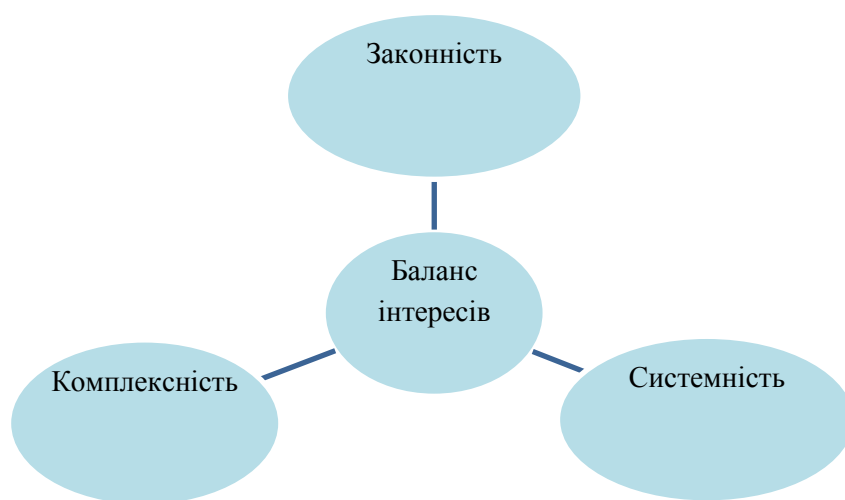 Законність
Баланс
інтересів
Комплексність
Системність